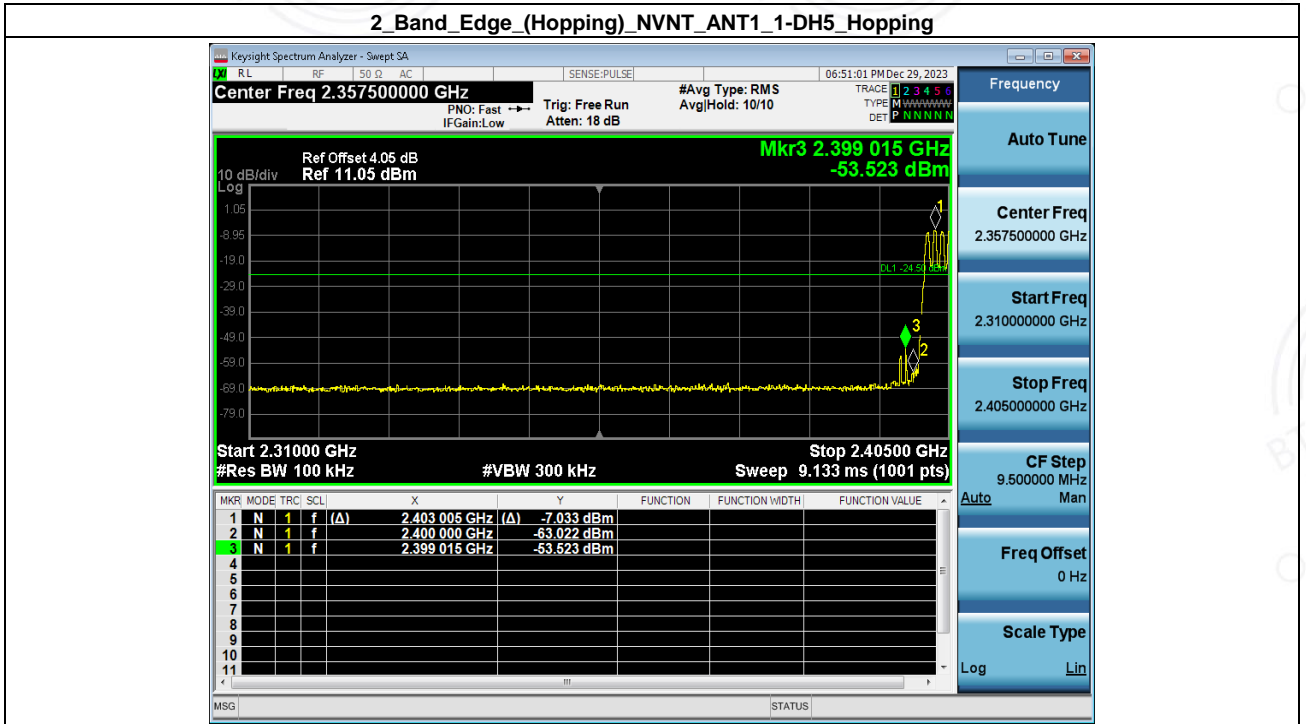 2_Band_Edge_(Hopping)_NVNT_ANT1_1-DH5_Hopping
Keysight Spectrum Analyzer - Swept SA
LXI RL RF 50 Ω AC SENSE:PULSE 06:51:01 PM Dec 29, 2023
Center Freq 2.357500000 GHz #Avg Type: RMS TRACE 1 2 3 4 5 6
PNO: Fast Trig: Free Run Avg|Hold: 10/10 TYPE M WWWWW
IFGain:Low Atten: 18 dB DET P N N N N N
Mkr3 2.399 015 GHz
-53.523 dBm
Ref Offset 4.05 dB
10 dB/div Ref 11.05 dBm
Log
1.05
-8.95
-19.0
-29.0
-39.0
-49.0
-59.0
-69.0
-79.0
1
DL1 -24.50 dBm
3
2
Start 2.31000 GHz Stop 2.40500 GHz
#Res BW 100 kHz #VBW 300 kHz Sweep 9.133 ms (1001 pts)
MKR MODE TRC SCL X Y FUNCTION FUNCTION WIDTH FUNCTION VALUE
1 N 1 f (Δ) 2.403 005 GHz (Δ) -7.033 dBm
2 N 1 f 2.400 000 GHz -63.022 dBm
3 N 1 f 2.399 015 GHz -53.523 dBm
4
5
6
7
8
9
10
11
MSG STATUS
Frequency
Auto Tune
Center Freq
2.357500000 GHz
Start Freq
2.310000000 GHz
Stop Freq
2.405000000 GHz
CF Step
9.500000 MHz
Auto Man
Freq Offset
0 Hz
Scale Type
Log Lin